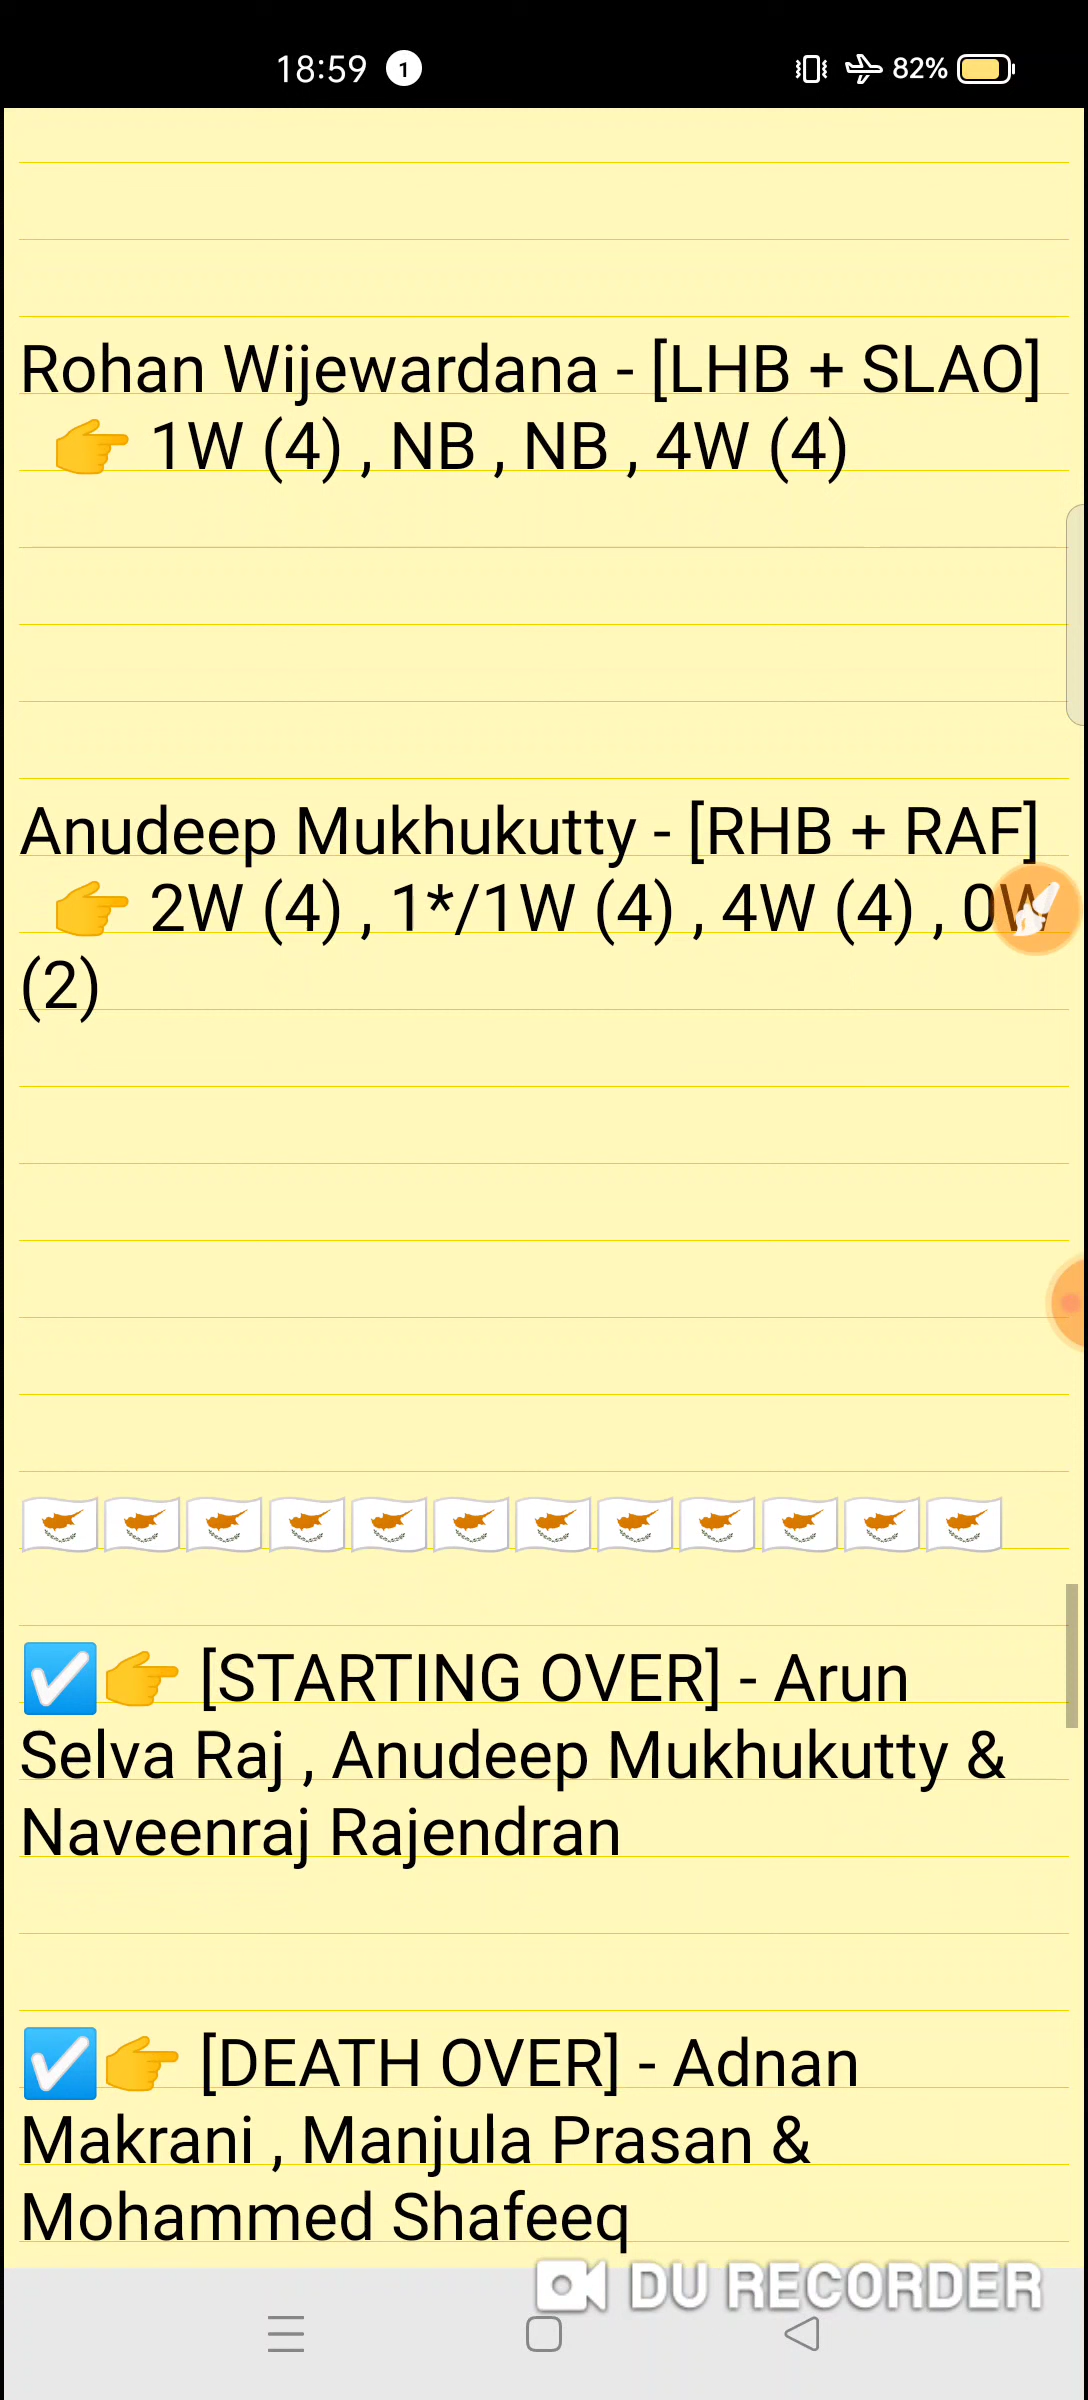 18:59 1 82%
Rohan Wijewardana - [LHB + SLAO]
👉 1W (4) , NB , NB , 4W (4)
Anudeep Mukhukutty - [RHB + RAF]
👉 2W (4) , 1*/1W (4) , 4W (4) , 0W
(2)
🇨🇾🇨🇾🇨🇾🇨🇾🇨🇾🇨🇾🇨🇾🇨🇾🇨🇾🇨🇾🇨🇾🇨🇾
☑👉 [STARTING OVER] - Arun
Selva Raj , Anudeep Mukhukutty &
Naveenraj Rajendran
☑👉 [DEATH OVER] - Adnan
Makrani , Manjula Prasan &
Mohammed Shafeeq
DU RECORDER